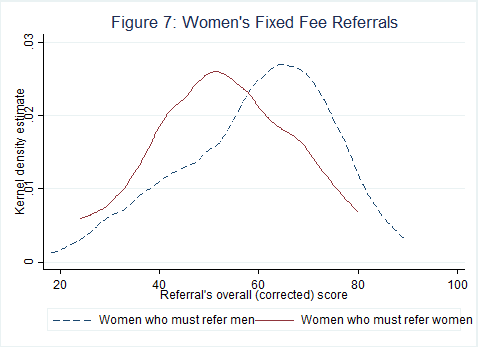 Figure 7: Women's Fixed Fee Referrals
Kernel density estimate
.03
.02
.01
0
20 40 60 80 100
Referral's overall (corrected) score
Women who must refer men Women who must refer women